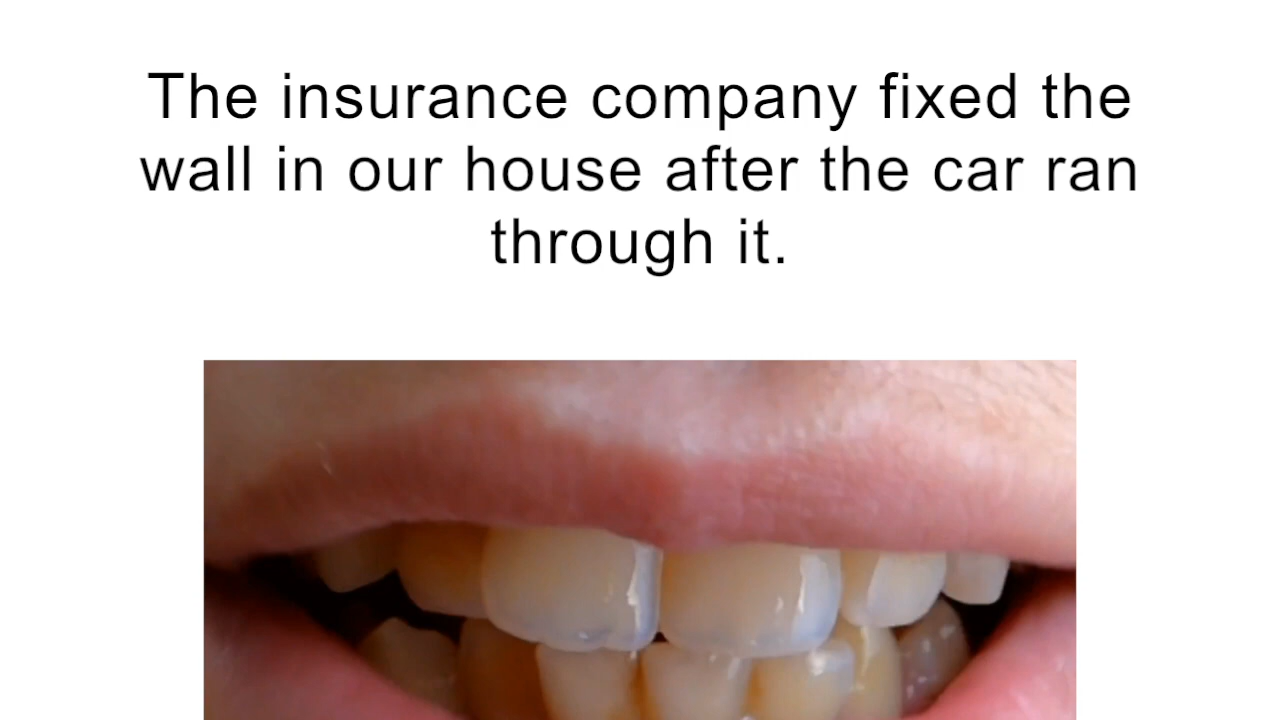 The insurance company fixed the
wall in our house after the car ran
through it.